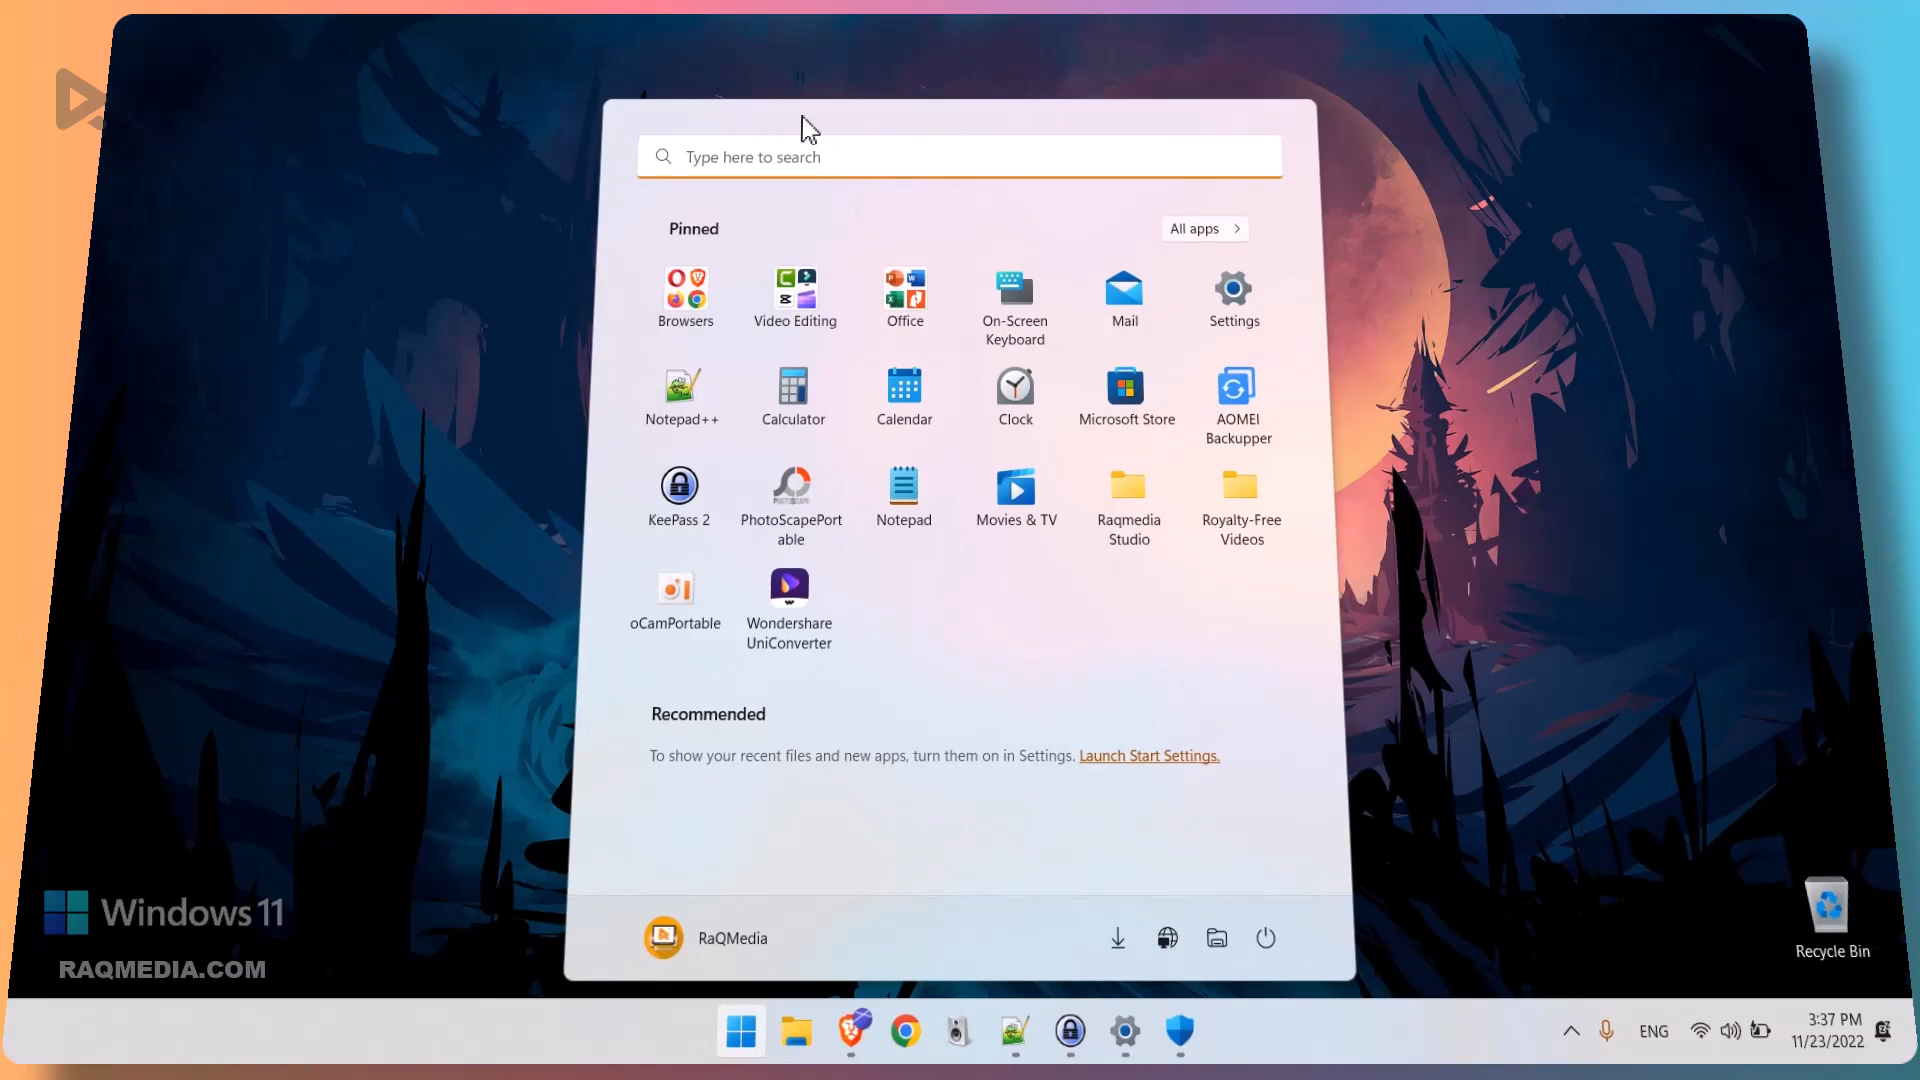 Type here to search
Pinned
All apps
Browsers
Video Editing
Office
On-Screen
Keyboard
Mail
Settings
Notepad++
Calculator
Calendar
Clock
Microsoft Store
AOMEI
Backupper
KeePass 2
PhotoScapePort
able
Notepad
Movies & TV
Raqmedia
Studio
Royalty-Free
Videos
oCamPortable
Wondershare
UniConverter
Recommended
To show your recent files and new apps, turn them on in Settings. Launch Start Settings.
RaQMedia
Windows 11
RAQMEDIA.COM
Recycle Bin
ENG
3:37 PM
11/23/2022